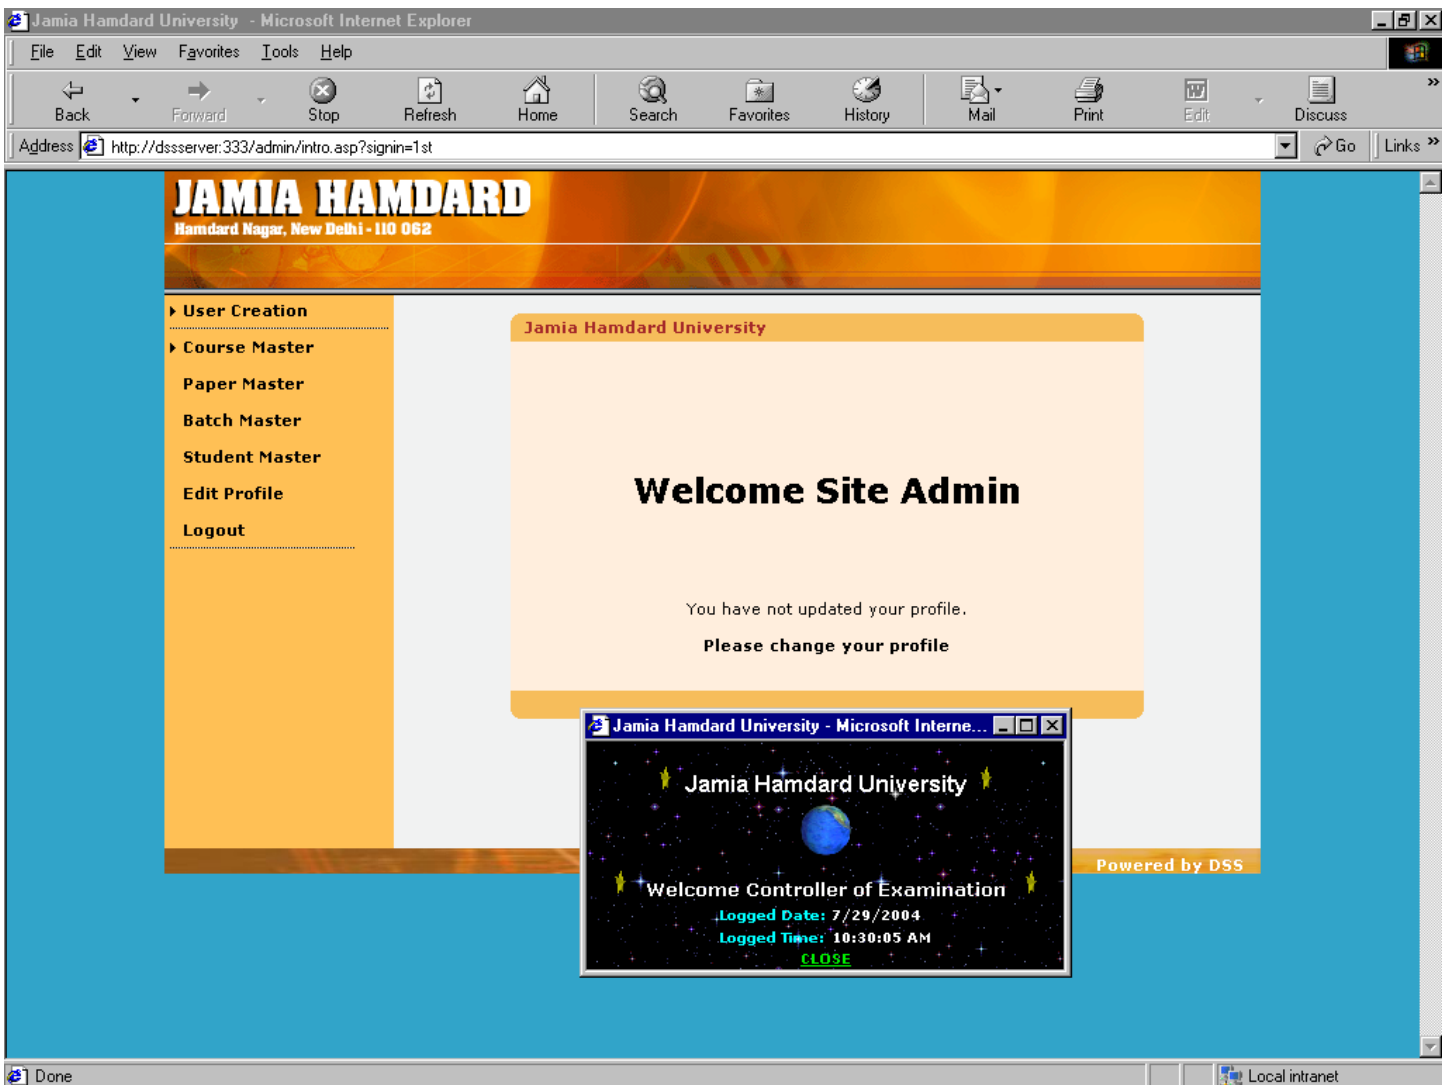 Jamia Hamdard University - Microsoft Internet Explorer
File Edit View Favorites Tools Help
Back Forward Stop Refresh Home Search Favorites History Mail Print Edit Discuss »
Address http://dssserver:333/admin/intro.asp?signin=1st Go Links »
JAMIA HAMDARD
Hamdard Nagar, New Delhi - 110 062
User Creation
Course Master
Paper Master
Batch Master
Student Master
Edit Profile
Logout
Jamia Hamdard University
Welcome Site Admin
You have not updated your profile.
Please change your profile
Jamia Hamdard University - Microsoft Interne...
Jamia Hamdard University
Welcome Controller of Examination
Logged Date: 7/29/2004
Logged Time: 10:30:05 AM
CLOSE
Powered by DSS
Done Local intranet